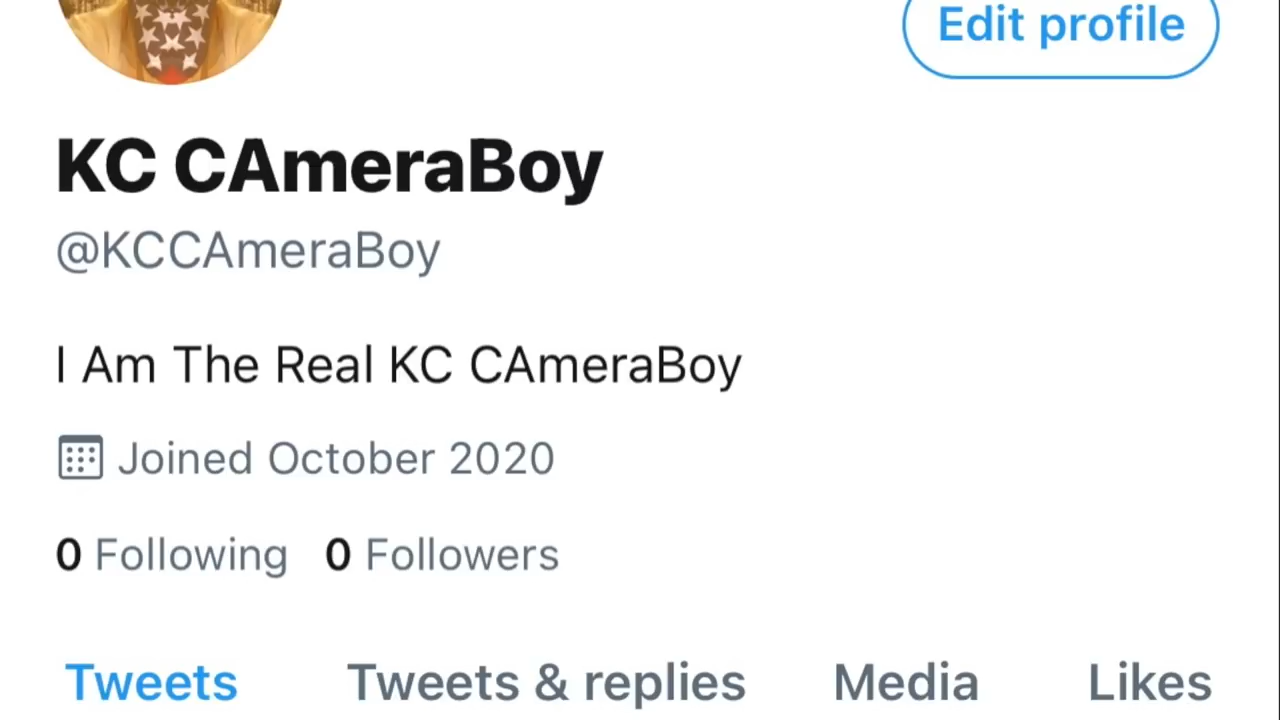 Edit profile
KC CAmeraBoy
@KCCAmeraBoy
I Am The Real KC CAmeraBoy
Joined October 2020
0 Following 0 Followers
Tweets Tweets & replies Media Likes